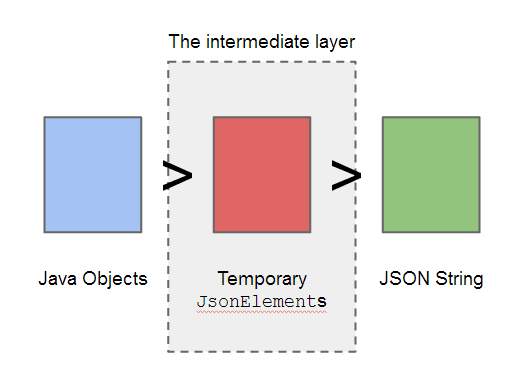 The intermediate layer
> >
Java Objects
Temporary
JsonElements
JSON String